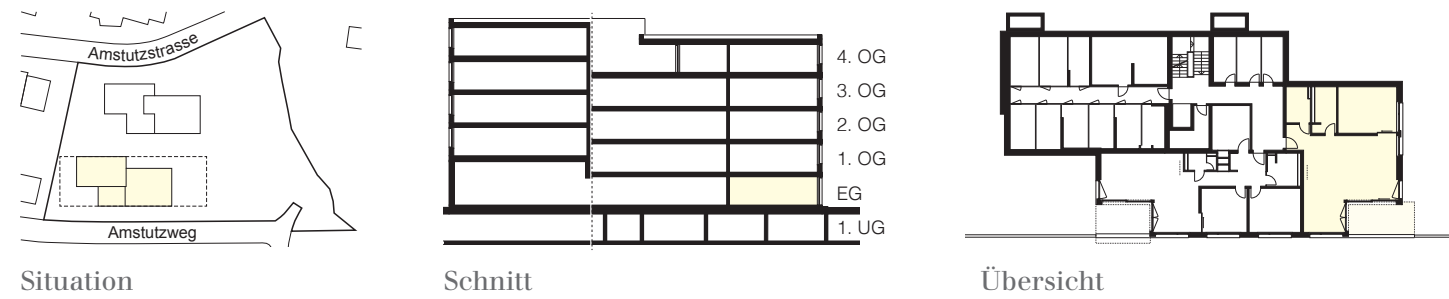 Amstutzstrasse
Amstutzweg
Situation
4. OG
3. OG
2. OG
1. OG
EG
1. UG
Schnitt
Übersicht